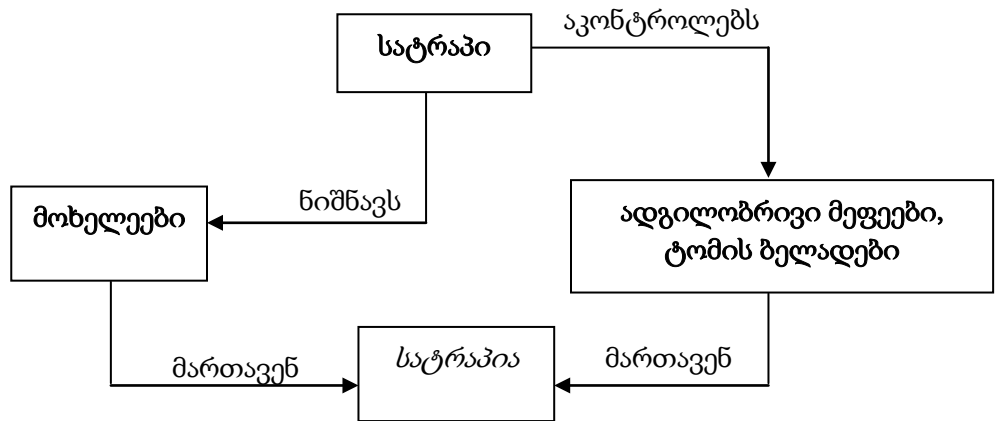 აკონტროლებს
სატრაპი
ნიშნავს
მოხელეები
ადგილობრივი მეფეები,
ტომის ბელადები
მართავენ
სატრაპია
მართავენ